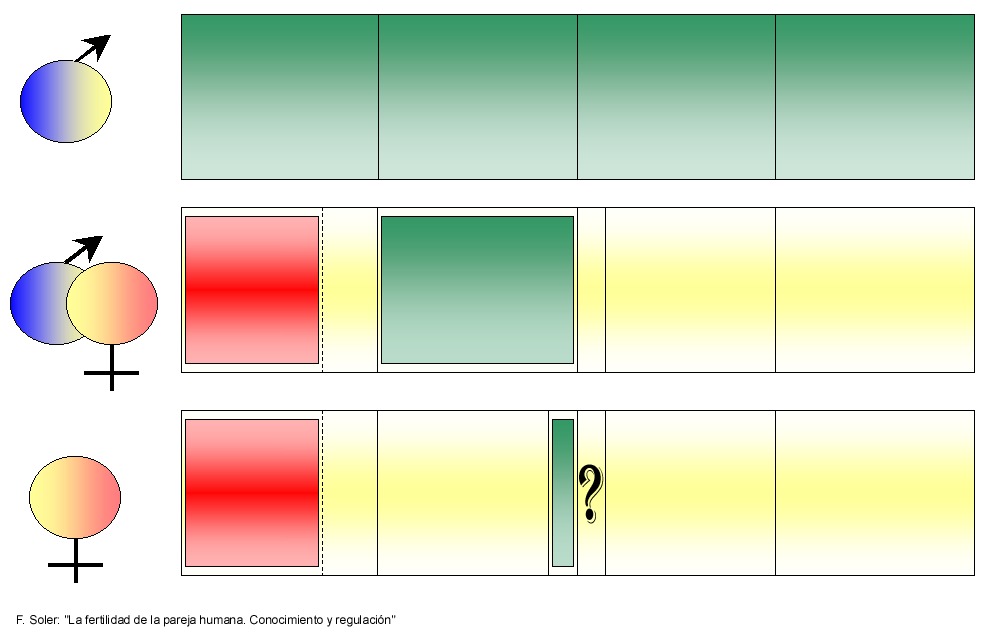 ?
F. Soler: "La fertilidad de la pareja humana. Conocimiento y regulación"